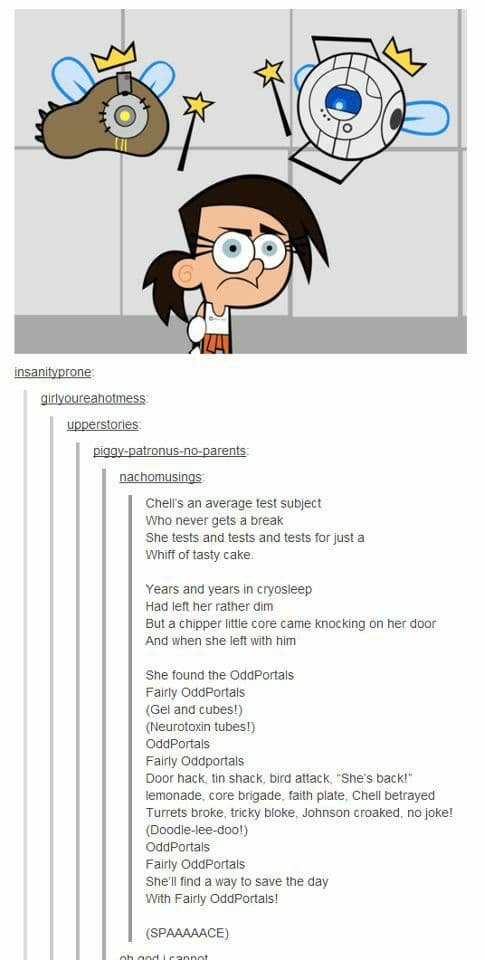 insanityprone:
girlyoureahotmess:
upperstories:
piggy-patronus-no-parents:
nachomusings:
Chell's an average test subject
Who never gets a break
She tests and tests and tests for just a
Whiff of tasty cake.
Years and years in cryosleep
Had left her rather dim
But a chipper little core came knocking on her door
And when she left with him
She found the OddPortals
Fairly OddPortals
(Gel and cubes!)
(Neurotoxin tubes!)
OddPortals
Fairly Oddportals
Door hack, tin shack, bird attack, "She's back!"
lemonade, core brigade, faith plate, Chell betrayed
Turrets broke, tricky bloke, Johnson croaked, no joke!
(Doodle-lee-doo!)
OddPortals
Fairly OddPortals
She'll find a way to save the day
With Fairly OddPortals!
(SPAAAAACE)
oh god i cannot